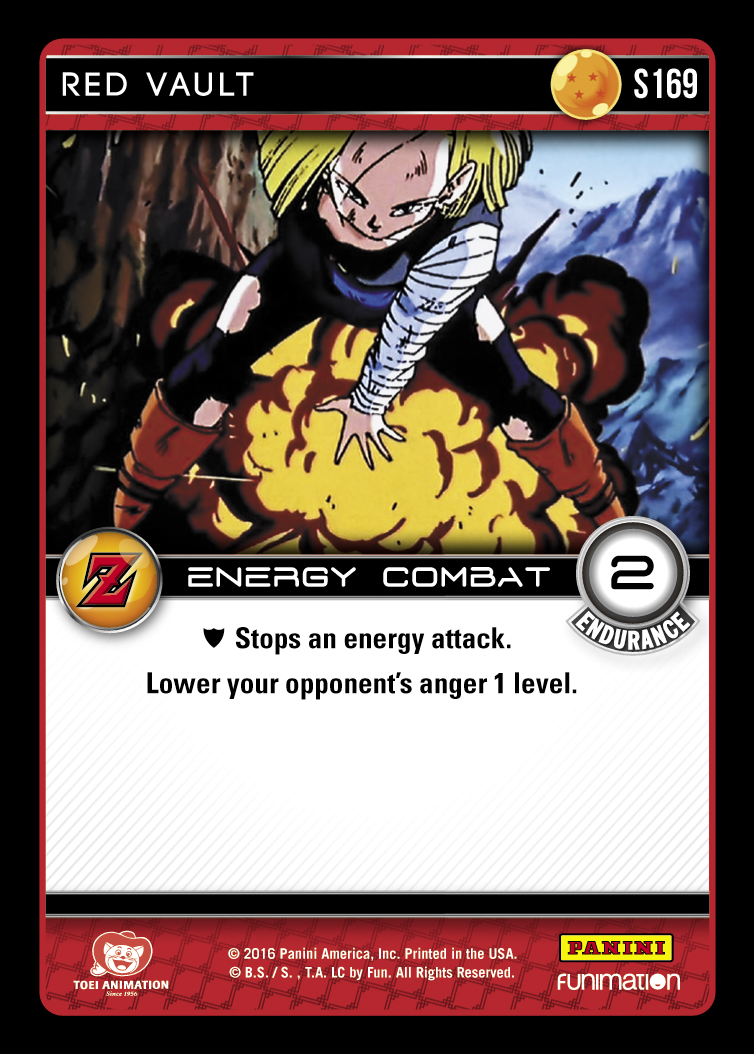 RED VAULT
S169
Z
ENERGY COMBAT
2
ENDURANCE
Stops an energy attack.
Lower your opponent's anger 1 level.
TOEI ANIMATION
Since 1956
© 2016 Panini America, Inc. Printed in the USA.
© B.S. / S. , T.A. LC by Fun. All Rights Reserved.
PANINI
FUNIMATION